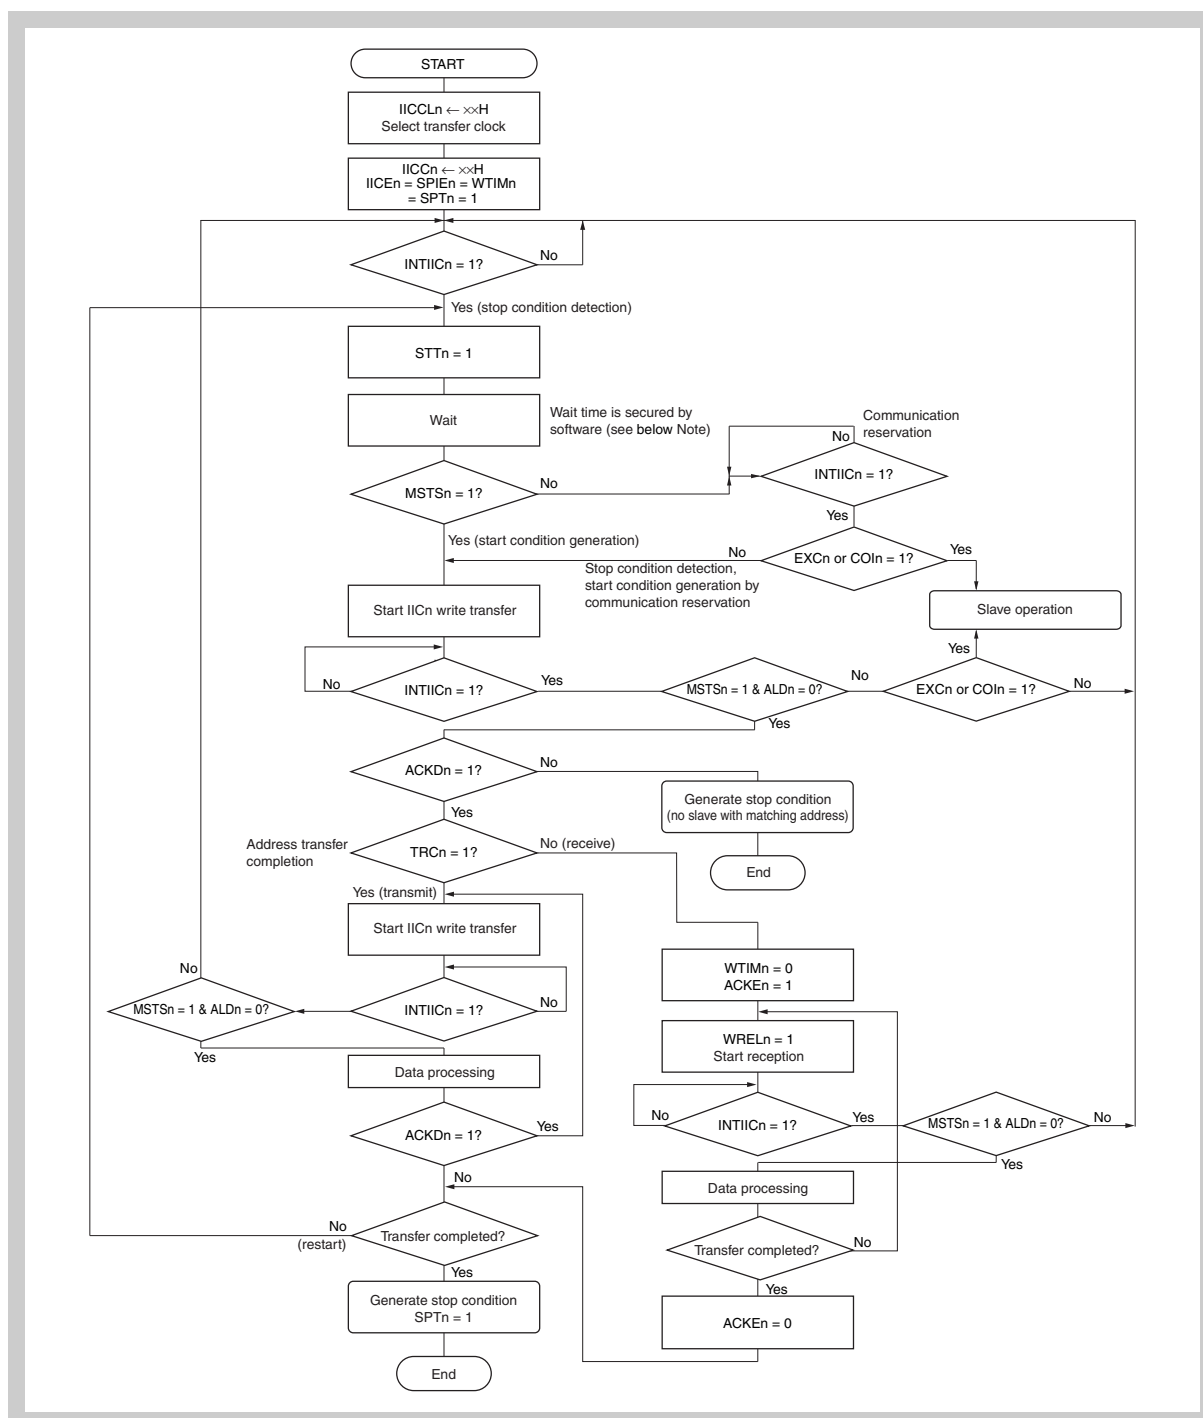 START
IICCLn ← ××H
Select transfer clock
IICCn ← ××H
IICEn = SPIEn = WTIMn
= SPTn = 1
INTIICn = 1?
No
Yes (stop condition detection)
STTn = 1
Wait
Wait time is secured by
software (see below Note)
Communication
reservation
No
INTIICn = 1?
MSTSn = 1?
No
Yes
Yes (start condition generation)
No
EXCn or COIn = 1?
Yes
Stop condition detection,
start condition generation by
communication reservation
Start IICn write transfer
Slave operation
Yes
No
INTIICn = 1?
Yes
MSTSn = 1 & ALDn = 0?
No
EXCn or COIn = 1?
No
Yes
ACKDn = 1?
No
Generate stop condition
(no slave with matching address)
Yes
Address transfer
completion
TRCn = 1?
No (receive)
End
Yes (transmit)
Start IICn write transfer
WTIMn = 0
ACKEn = 1
No
MSTSn = 1 & ALDn = 0?
INTIICn = 1?
No
WRELn = 1
Start reception
Yes
Data processing
No
INTIICn = 1?
Yes
MSTSn = 1 & ALDn = 0?
No
ACKDn = 1?
Yes
Yes
No
Data processing
No
(restart)
Transfer completed?
Transfer completed?
No
Yes
Yes
Generate stop condition
SPTn = 1
ACKEn = 0
End